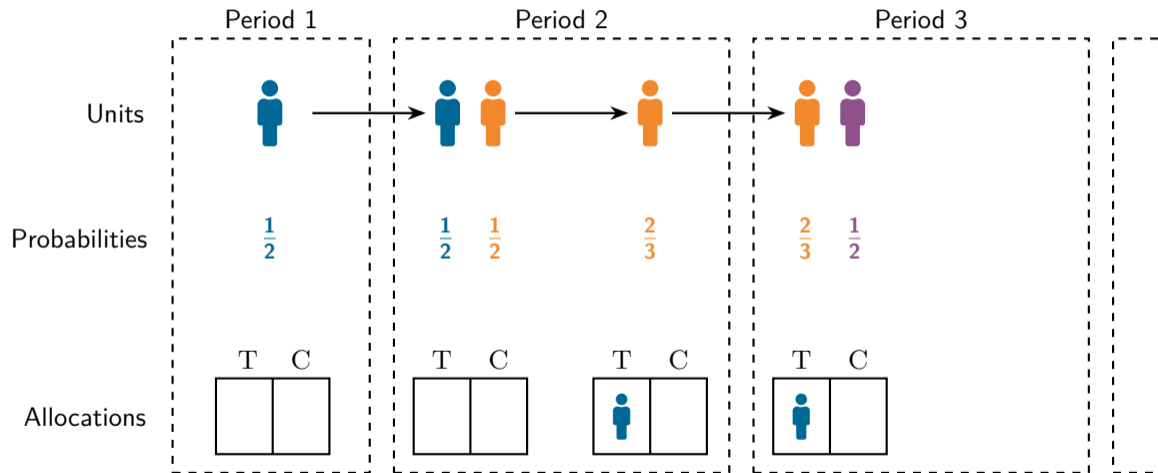 Period 1 Period 2 Period 3
Units
Probabilities 1/2 1/2 1/2 2/3 2/3 1/2
T C T C T C T C
Allocations